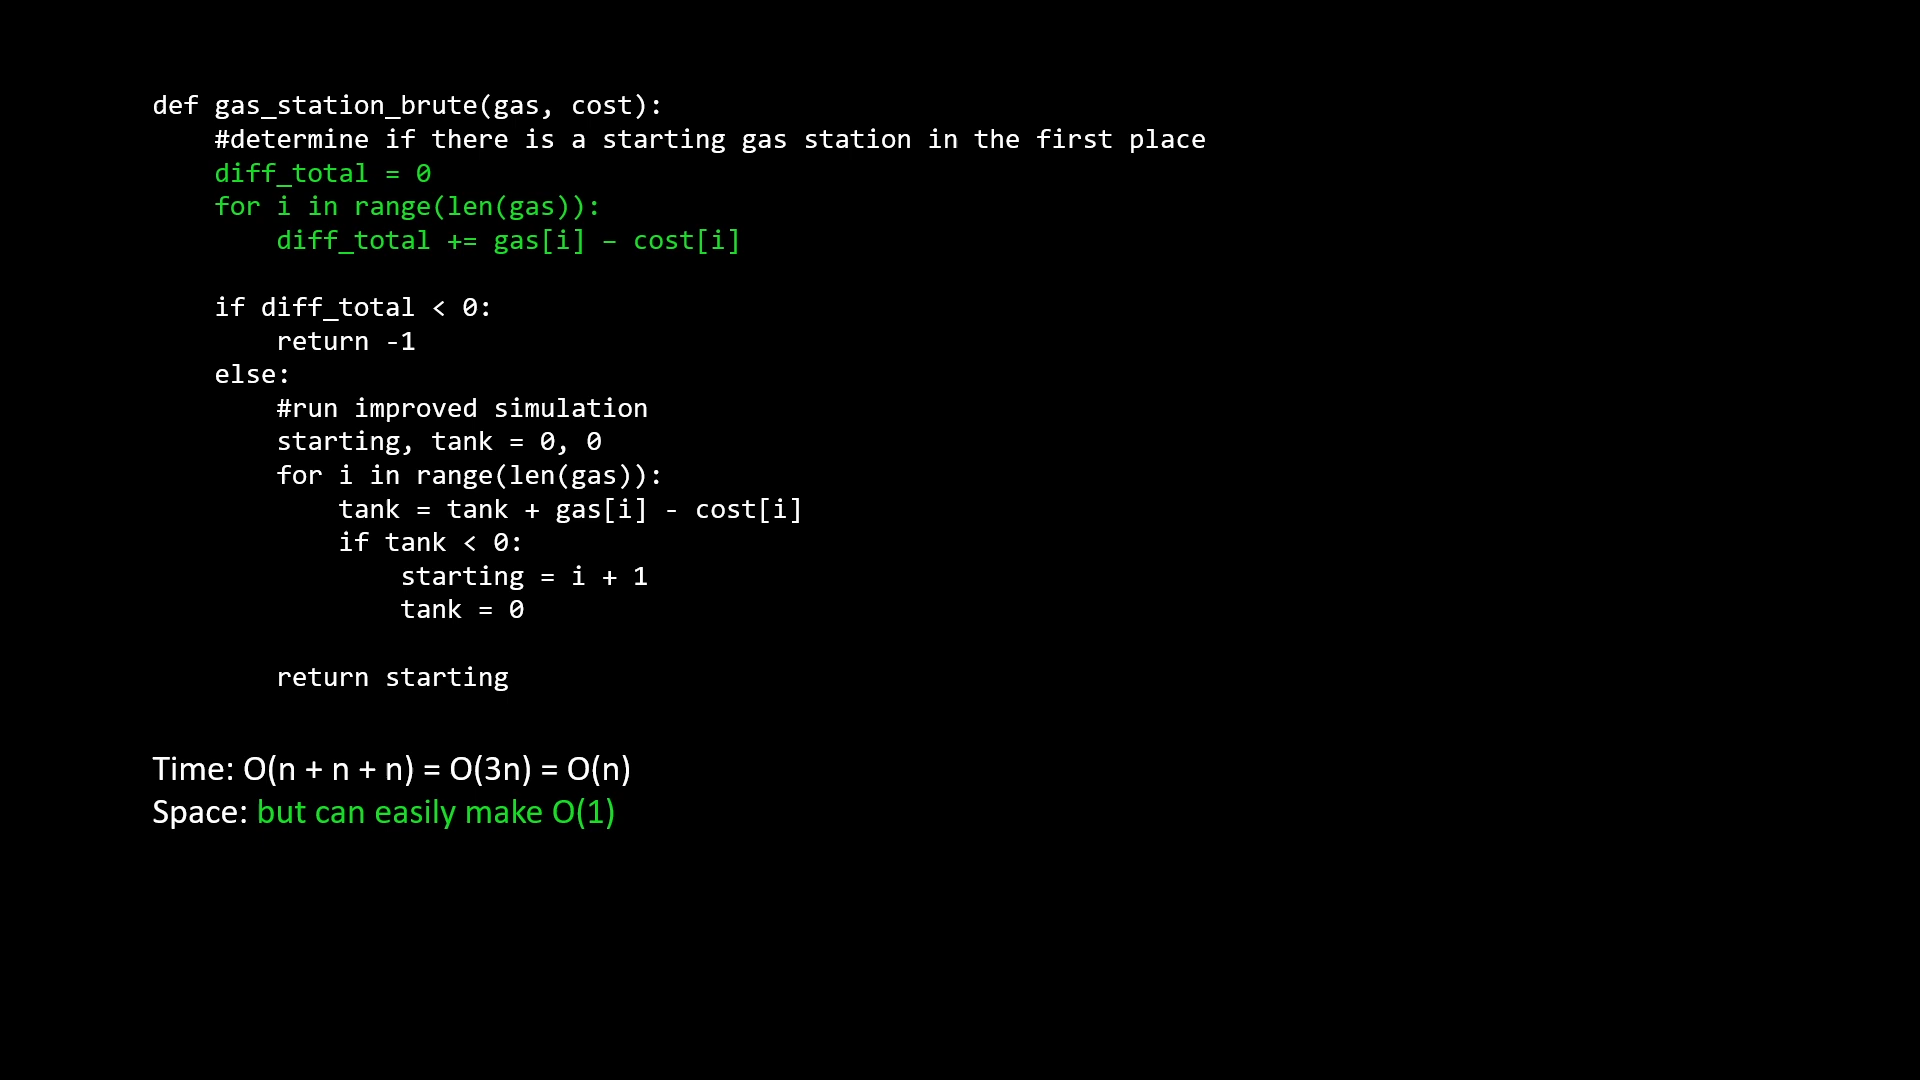 def gas_station_brute(gas, cost):
    #determine if there is a starting gas station in the first place
    diff_total = 0
    for i in range(len(gas)):
        diff_total += gas[i] – cost[i]
    if diff_total < 0:
        return -1
    else:
        #run improved simulation
        starting, tank = 0, 0
        for i in range(len(gas)):
            tank = tank + gas[i] - cost[i]
            if tank < 0:
                starting = i + 1
                tank = 0
        return starting
Time: O(n + n + n) = O(3n) = O(n)
Space: but can easily make O(1)